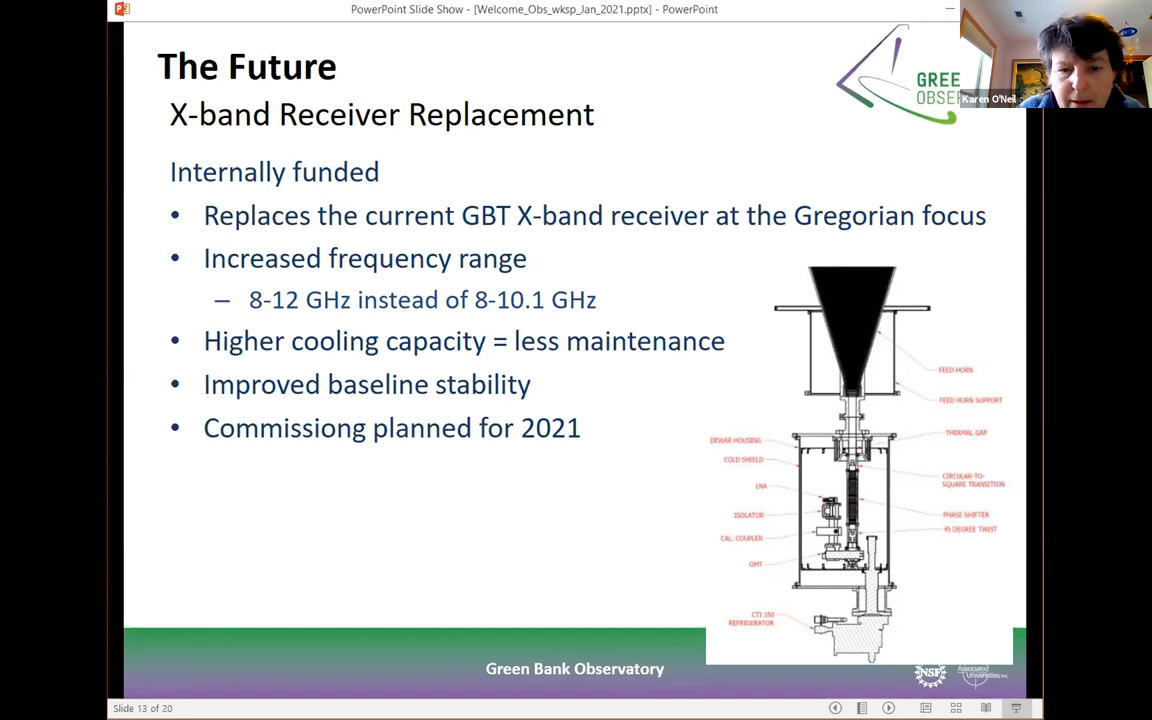 PowerPoint Slide Show - [Welcome_Obs_wksp_Jan_2021.pptx] - PowerPoint
The Future
X-band Receiver Replacement
GREE
OBSE
Karen O'Neil
Internally funded
• Replaces the current GBT X-band receiver at the Gregorian focus
• Increased frequency range
– 8-12 GHz instead of 8-10.1 GHz
• Higher cooling capacity = less maintenance
• Improved baseline stability
• Commissiong planned for 2021
FEED HORN
FEED HORN SUPPORT
THERMAL GAP
DEWAR HOUSING
COLD SHIELD
CIRCULAR-TO-
SQUARE TRANSITION
LNA
ISOLATOR
PHASE SHIFTER
45 DEGREE TWIST
CAL. COUPLER
OMT
CTI 350
REFRIGERATOR
Green Bank Observatory
NSF
Associated
Universities Inc.
Slide 13 of 20